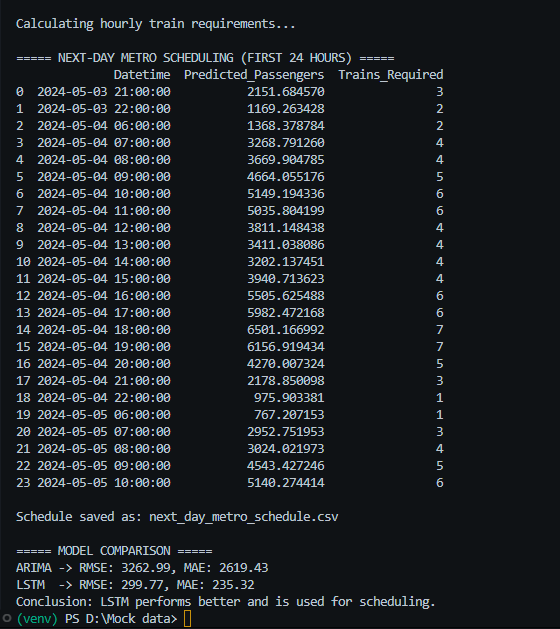 Calculating hourly train requirements...
===== NEXT-DAY METRO SCHEDULING (FIRST 24 HOURS) =====
Datetime Predicted_Passengers Trains_Required
0 2024-05-03 21:00:00 2151.684570 3
1 2024-05-03 22:00:00 1169.263428 2
2 2024-05-04 06:00:00 1368.378784 2
3 2024-05-04 07:00:00 3268.791260 4
4 2024-05-04 08:00:00 3669.904785 4
5 2024-05-04 09:00:00 4664.055176 5
6 2024-05-04 10:00:00 5149.194336 6
7 2024-05-04 11:00:00 5035.804199 6
8 2024-05-04 12:00:00 3811.148438 4
9 2024-05-04 13:00:00 3411.038086 4
10 2024-05-04 14:00:00 3202.137451 4
11 2024-05-04 15:00:00 3940.713623 4
12 2024-05-04 16:00:00 5505.625488 6
13 2024-05-04 17:00:00 5982.472168 6
14 2024-05-04 18:00:00 6501.166992 7
15 2024-05-04 19:00:00 6156.919434 7
16 2024-05-04 20:00:00 4270.007324 5
17 2024-05-04 21:00:00 2178.850098 3
18 2024-05-04 22:00:00 975.903381 1
19 2024-05-05 06:00:00 767.207153 1
20 2024-05-05 07:00:00 2952.751953 3
21 2024-05-05 08:00:00 3024.021973 4
22 2024-05-05 09:00:00 4543.427246 5
23 2024-05-05 10:00:00 5140.274414 6
Schedule saved as: next_day_metro_schedule.csv
===== MODEL COMPARISON =====
ARIMA -> RMSE: 3262.99, MAE: 2619.43
LSTM  -> RMSE: 299.77, MAE: 235.32
Conclusion: LSTM performs better and is used for scheduling.
(venv) PS D:\Mock data>